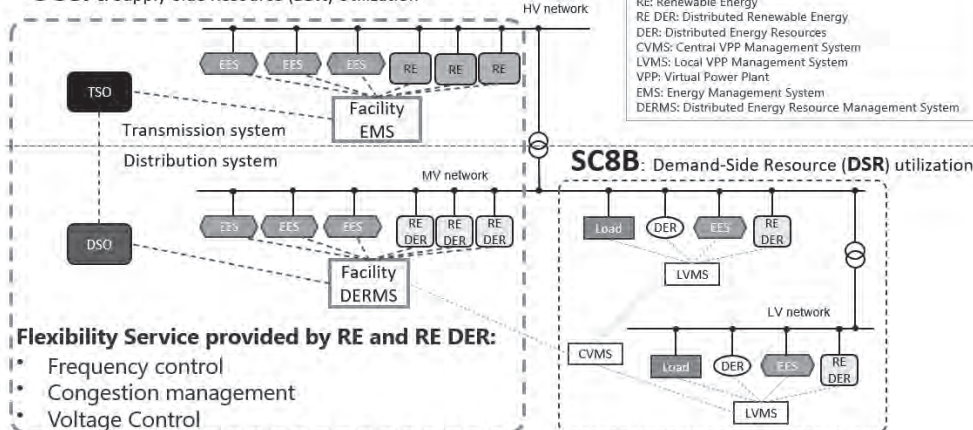 HV network
RE: Renewable Energy
RE DER: Distributed Renewable Energy
DER: Distributed Energy Resources
CVMS: Central VPP Management System
LVMS: Local VPP Management System
VPP: Virtual Power Plant
EMS: Energy Management System
DERMS: Distributed Energy Resource Management System
EES
EES
EES
RE
RE
RE
TSO
Facility
EMS
Transmission system
Distribution system
SC8B: Demand-Side Resource (DSR) utilization
MV network
EES
EES
EES
RE
DER
RE
DER
RE
DER
Load
DER
EES
RE
DER
DSO
Facility
DERMS
LVMS
LV network
Flexibility Service provided by RE and RE DER:
• Frequency control
• Congestion management
• Voltage Control
CVMS
Load
DER
EES
RE
DER
LVMS